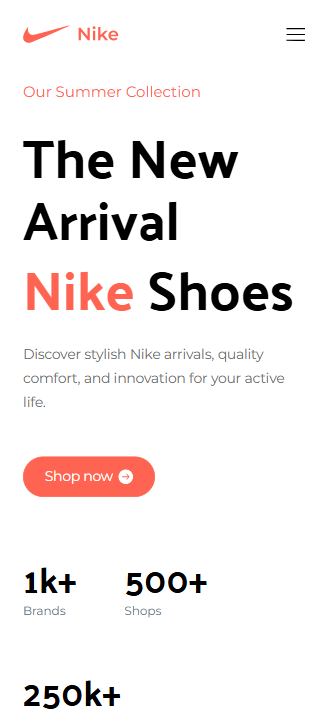 Nike
Our Summer Collection
The New
Arrival
Nike Shoes
Discover stylish Nike arrivals, quality
comfort, and innovation for your active
life.
Shop now
1k+ 500+
Brands Shops
250k+